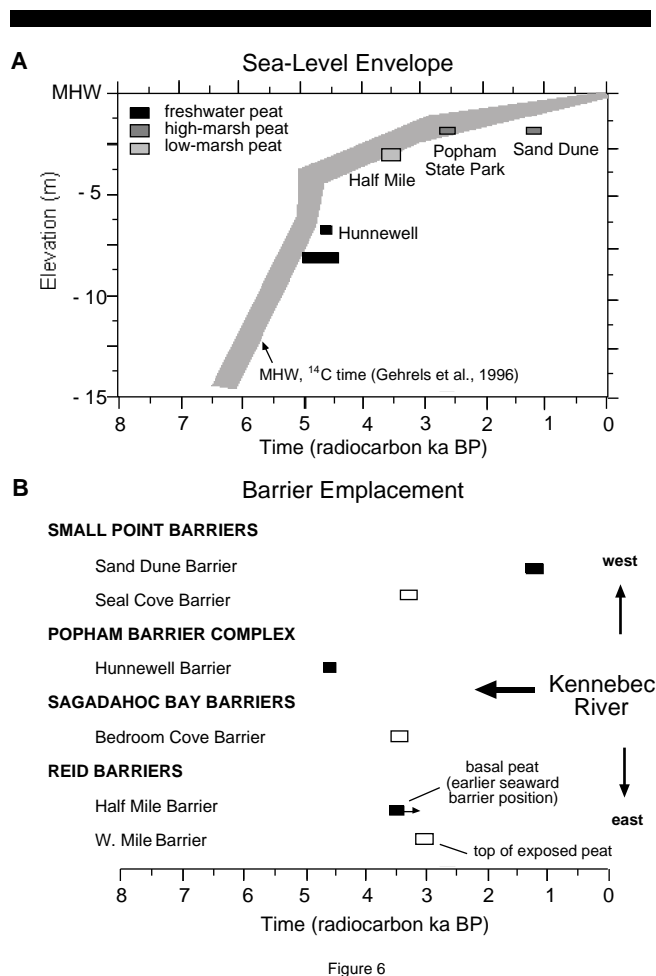 A
Sea-Level Envelope
MHW
freshwater peat
high-marsh peat
low-marsh peat
Popham
State Park
Sand Dune
Half Mile
Hunnewell
MHW, 14C time (Gehrels et al., 1996)
Elevation (m)
- 5
- 10
- 15
8 7 6 5 4 3 2 1 0
Time (radiocarbon ka BP)
B
Barrier Emplacement
SMALL POINT BARRIERS
Sand Dune Barrier
west
Seal Cove Barrier
POPHAM BARRIER COMPLEX
Hunnewell Barrier
Kennebec
River
SAGADAHOC BAY BARRIERS
Bedroom Cove Barrier
REID BARRIERS
basal peat
(earlier seaward
barrier position)
Half Mile Barrier
east
W. Mile Barrier
top of exposed peat
8 7 6 5 4 3 2 1 0
Time (radiocarbon ka BP)
Figure 6